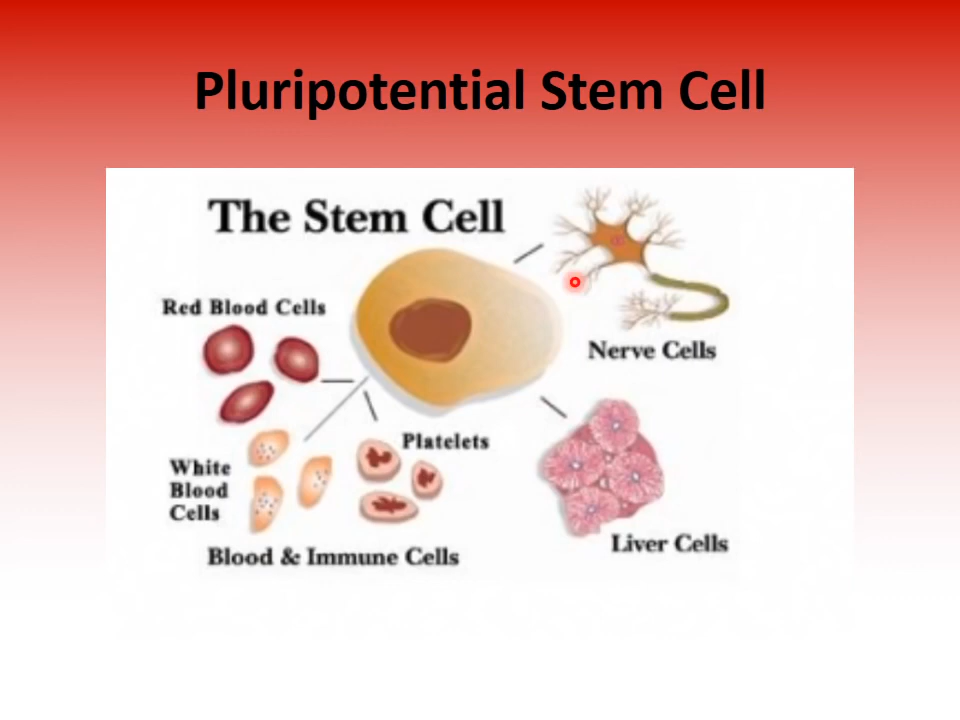 Pluripotential Stem Cell
The Stem Cell
Red Blood Cells
Nerve Cells
Platelets
White
Blood
Cells
Liver Cells
Blood & Immune Cells